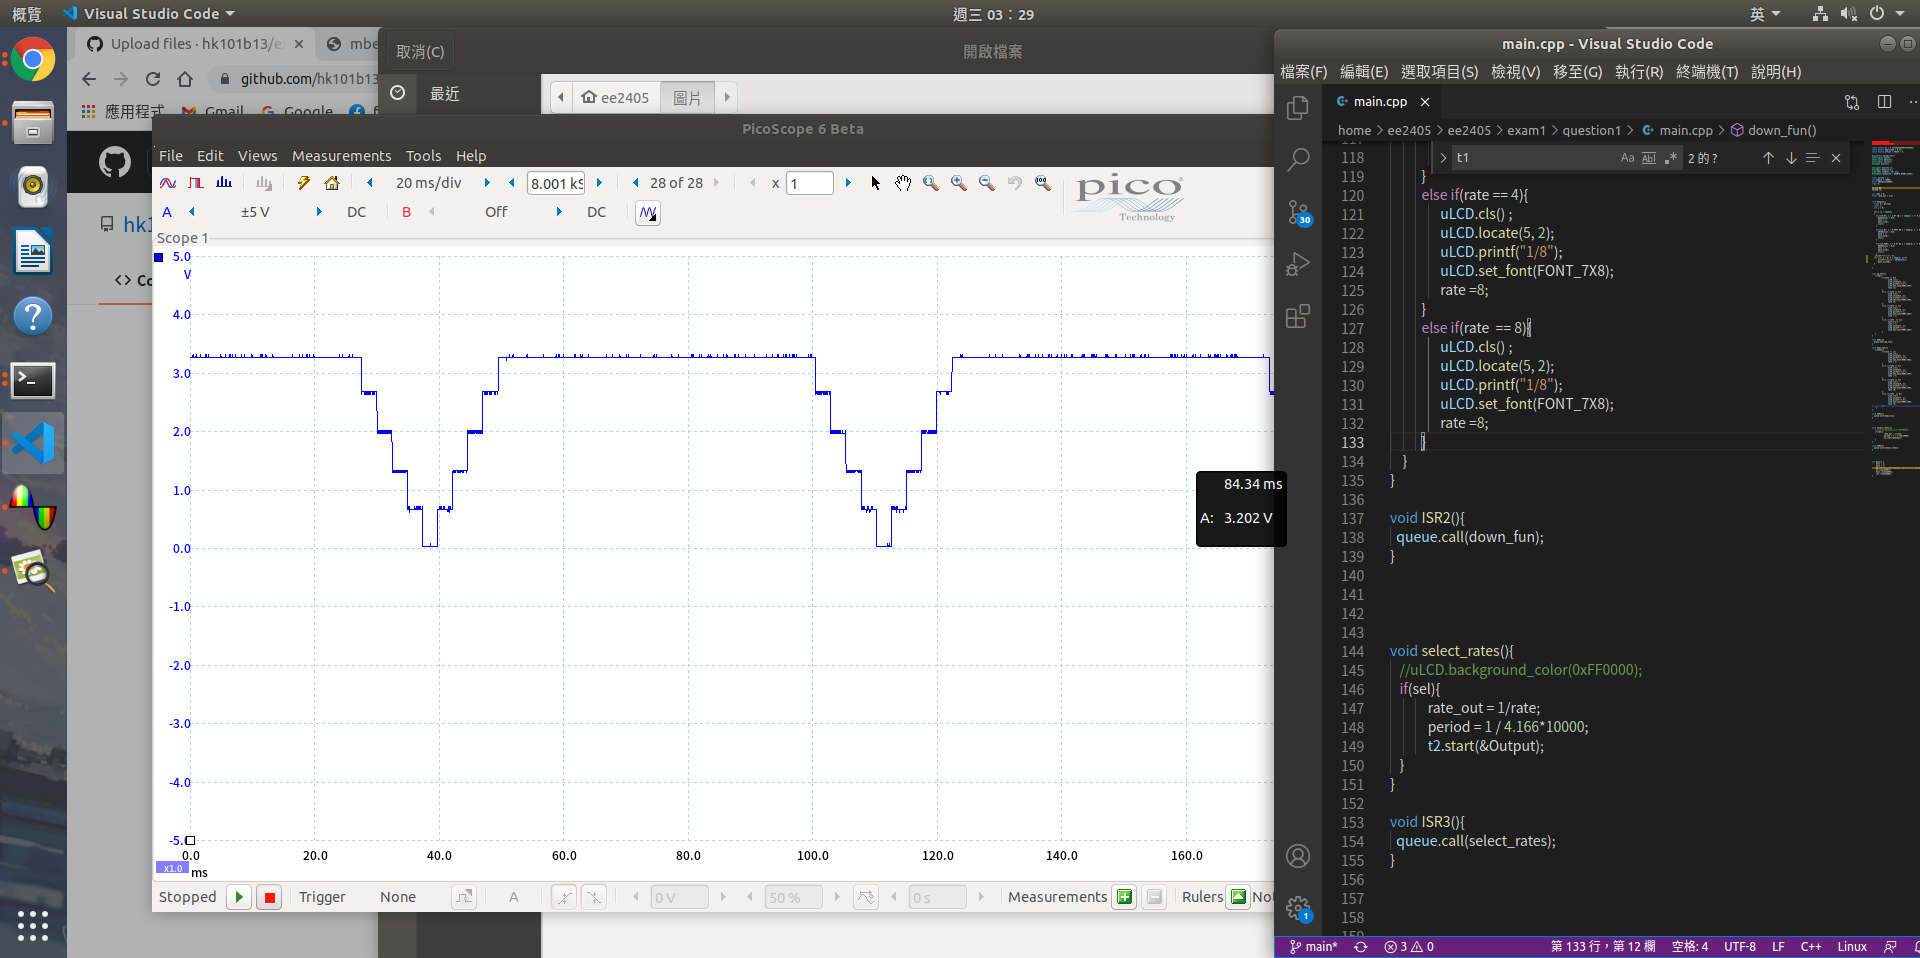 概覽
Visual Studio Code
週三 03：29
英
Upload files · hk101b13/e
mbe
github.com/hk101b13
應用程式
Gmail
Google
取消(C)
開啟檔案
最近
ee2405
圖片
hk1
Co
PicoScope 6 Beta
File Edit Views Measurements Tools Help
20 ms/div
8.001 kS
28 of 28
x 1
pico
Technology
A ±5 V DC B Off DC
Scope 1
5.0
V
4.0
3.0
2.0
1.0
0.0
-1.0
-2.0
-3.0
-4.0
-5.0
0.0 20.0 40.0 60.0 80.0 100.0 120.0 140.0 160.0
x1.0
ms
84.34 ms
A: 3.202 V
Stopped Trigger None A 0 V 50 % 0 s Measurements Rulers No
main.cpp - Visual Studio Code
檔案(F) 編輯(E) 選取項目(S) 檢視(V) 移至(G) 執行(R) 終端機(T) 說明(H)
main.cpp
home > ee2405 > ee2405 > exam1 > question1 > main.cpp > down_fun()
t1
Aa Abl .*
2 的 ?
30
118
119 }
120 else if(rate == 4){
121 uLCD.cls() ;
122 uLCD.locate(5, 2);
123 uLCD.printf("1/8");
124 uLCD.set_font(FONT_7X8);
125 rate =8;
126 }
127 else if(rate == 8){
128 uLCD.cls() ;
129 uLCD.locate(5, 2);
130 uLCD.printf("1/8");
131 uLCD.set_font(FONT_7X8);
132 rate =8;
133 }
134 }
135 }
136
137 void ISR2(){
138 queue.call(down_fun);
139 }
140
141
142
143
144 void select_rates(){
145 //uLCD.background_color(0xFF0000);
146 if(sel){
147 rate_out = 1/rate;
148 period = 1 / 4.166*10000;
149 t2.start(&Output);
150 }
151 }
152
153 void ISR3(){
154 queue.call(select_rates);
155 }
156
157
158
1
main* 3 0 第 133 行，第 12 欄 空格: 4 UTF-8 LF C++ Linux